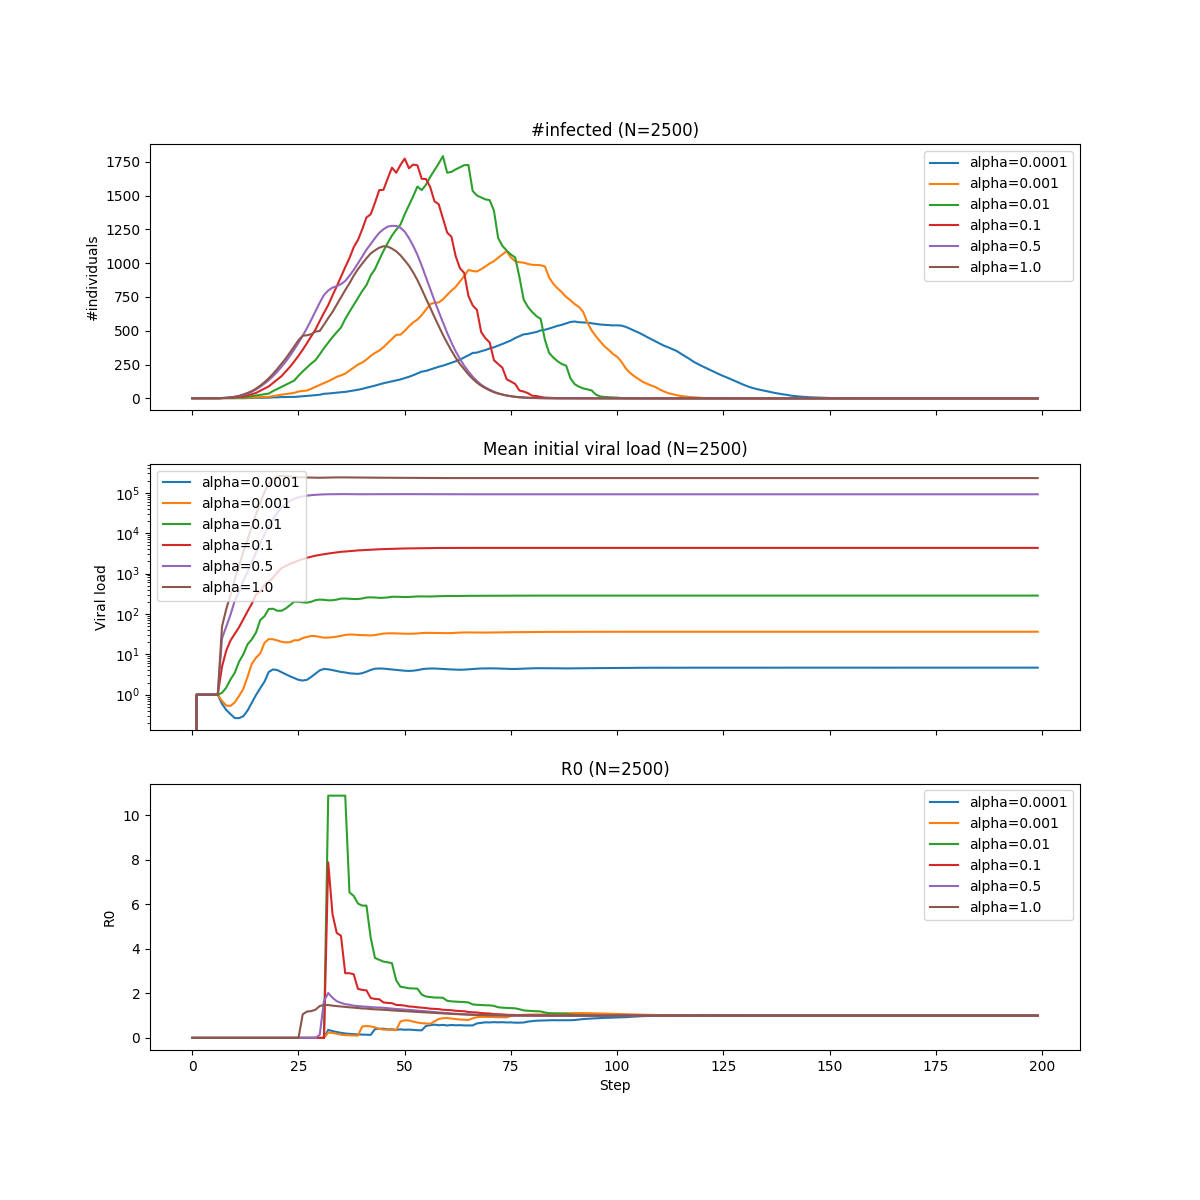 #infected (N=2500)
#individuals
1750
1500
1250
1000
750
500
250
0
alpha=0.0001
alpha=0.001
alpha=0.01
alpha=0.1
alpha=0.5
alpha=1.0
Mean initial viral load (N=2500)
Viral load
10^5
10^4
10^3
10^2
10^1
10^0
alpha=0.0001
alpha=0.001
alpha=0.01
alpha=0.1
alpha=0.5
alpha=1.0
R0 (N=2500)
R0
10
8
6
4
2
0
alpha=0.0001
alpha=0.001
alpha=0.01
alpha=0.1
alpha=0.5
alpha=1.0
0 25 50 75 100 125 150 175 200
Step